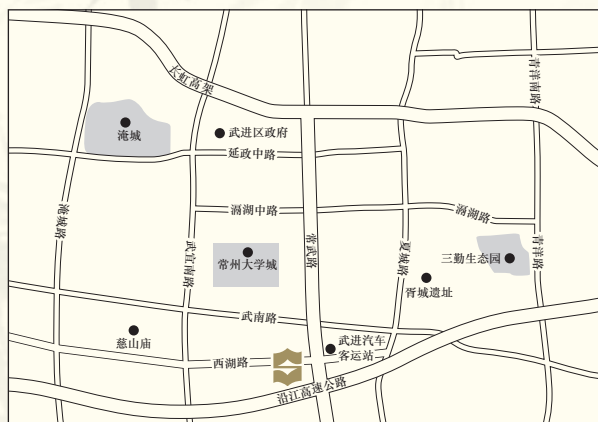 长虹高架
青洋南路
淹城
武进区政府
延政中路
淹城路
滆湖中路
滆湖路
武宜南路
常州大学城
常武路
夏城路
三勤生态园
青洋路
胥城遗址
武南路
慈山庙
武进汽车
客运站
西湖路
沿江高速公路